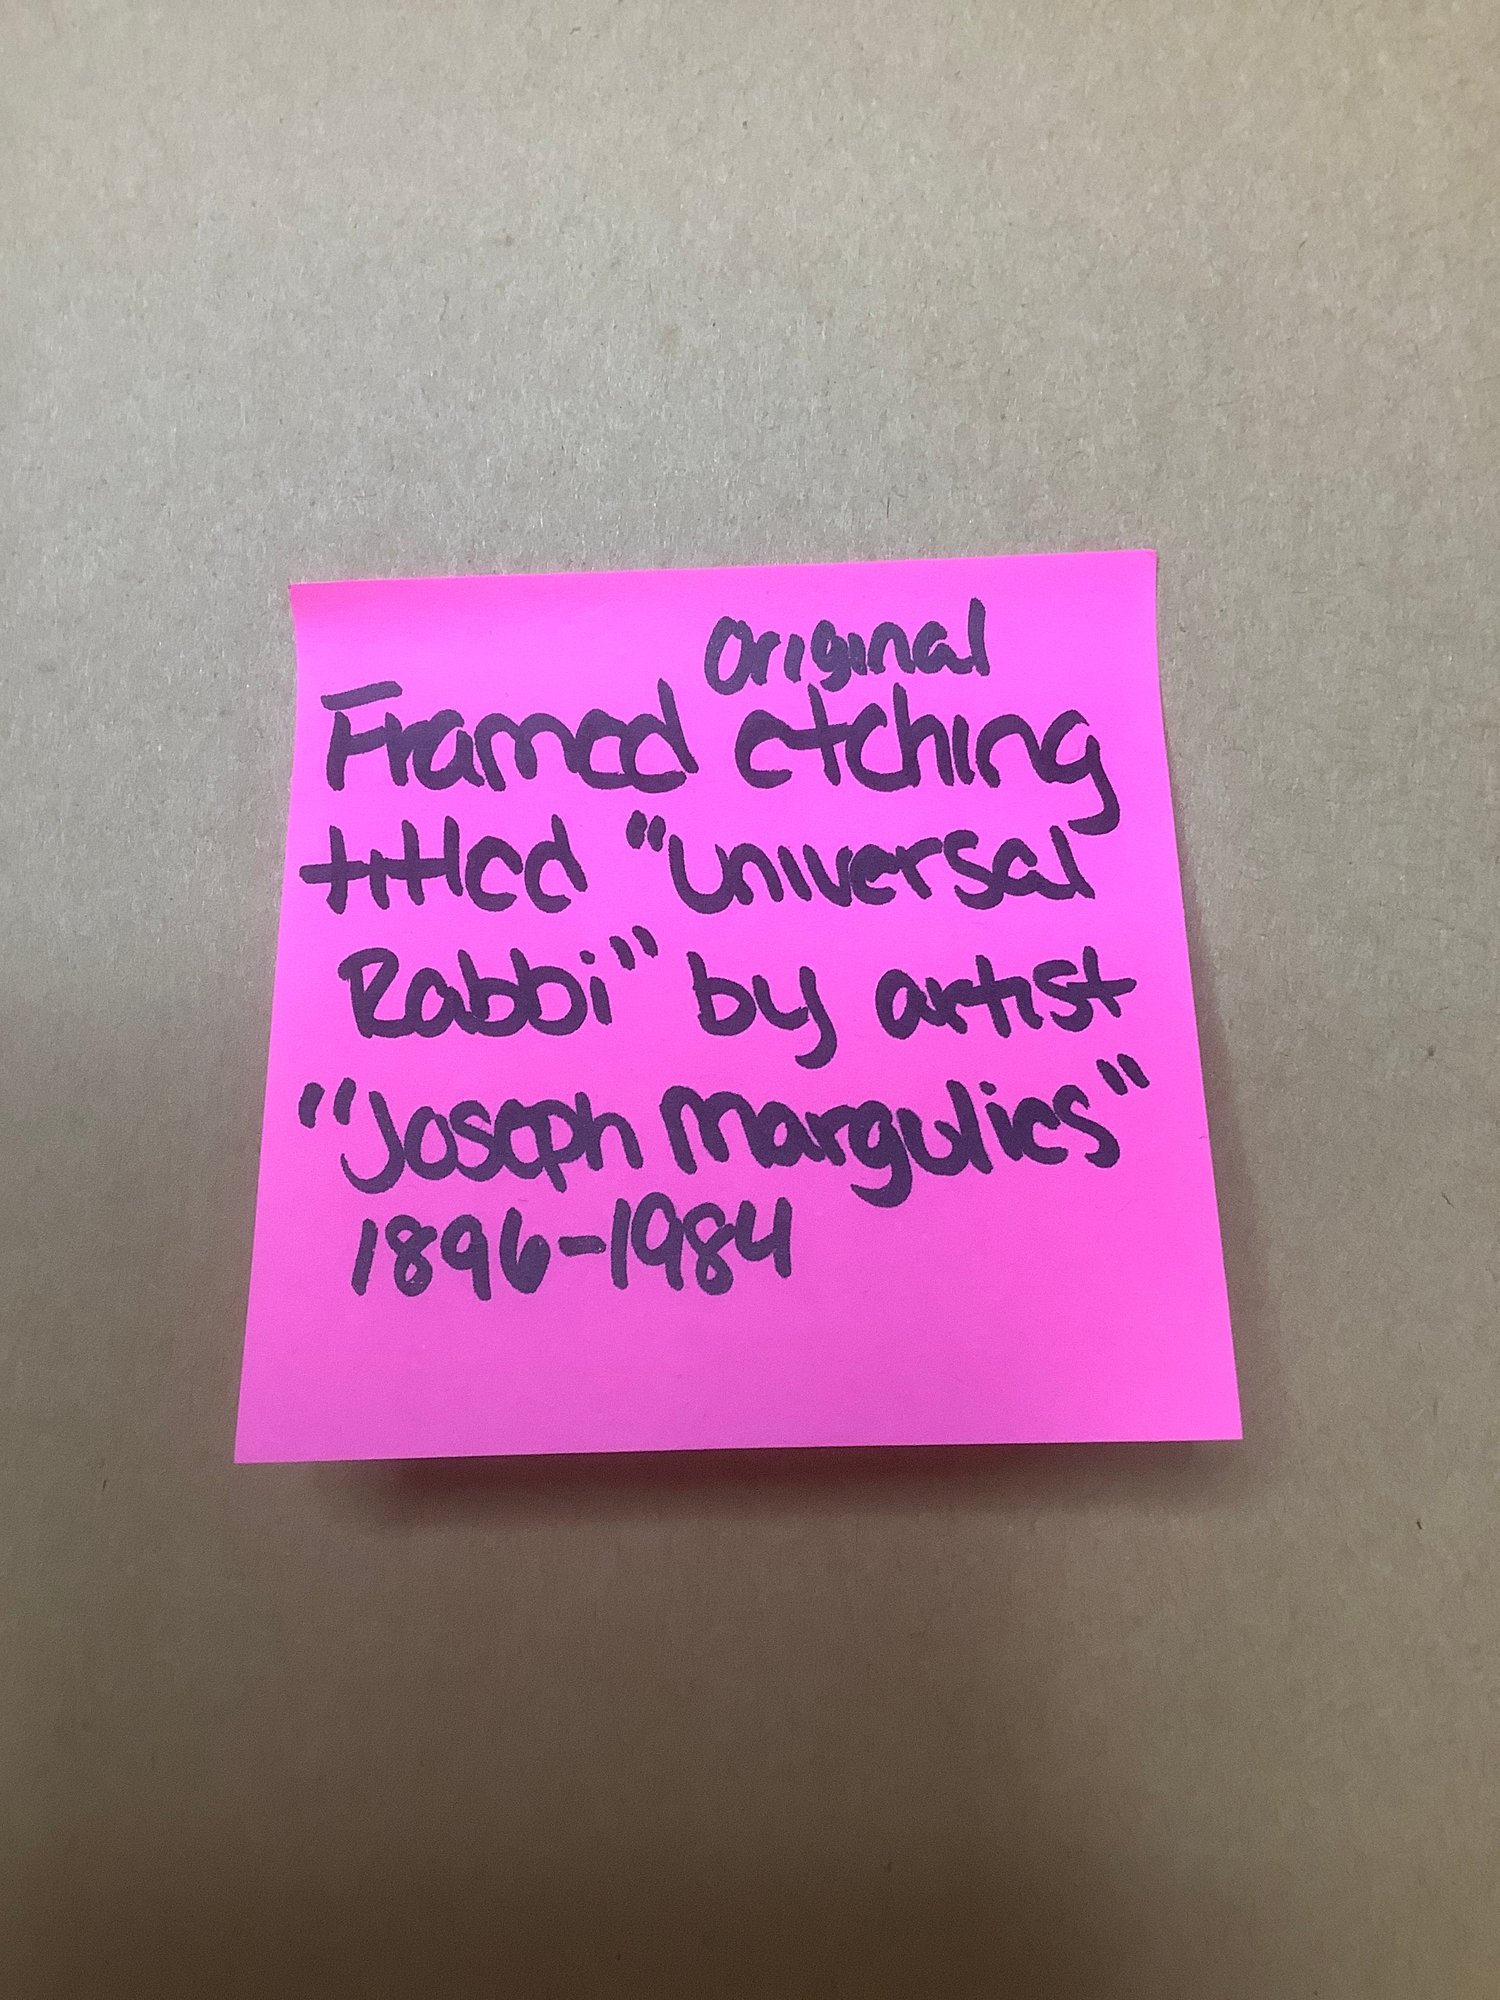 Original
Framed etching
titled "Universal
Rabbi" by artist
"Joseph Margulies"
1896-1984